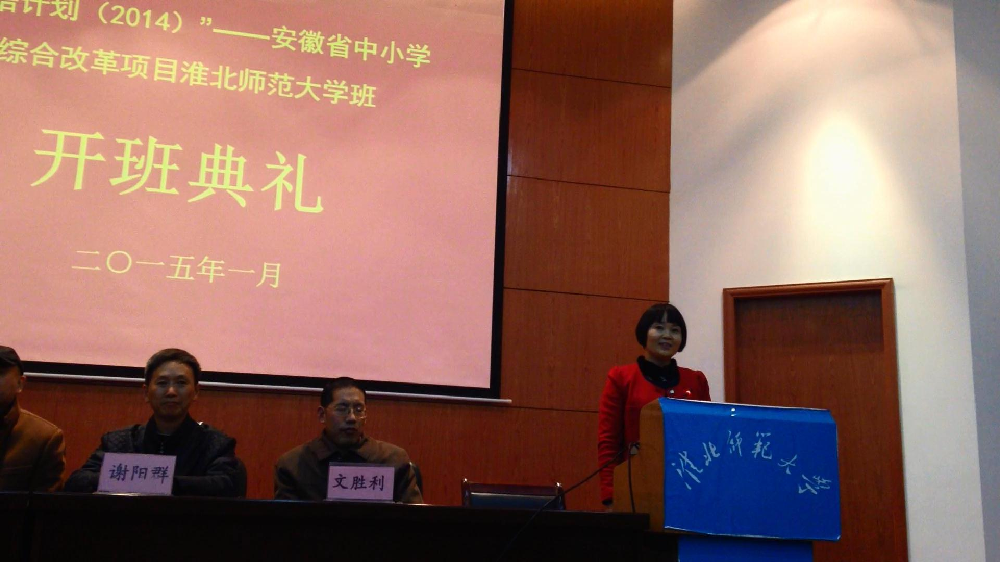 计划（2014）”——安徽省中小学
综合改革项目淮北师范大学班
开班典礼
二〇一五年一月
谢阳群
文胜利
淮北师範大学